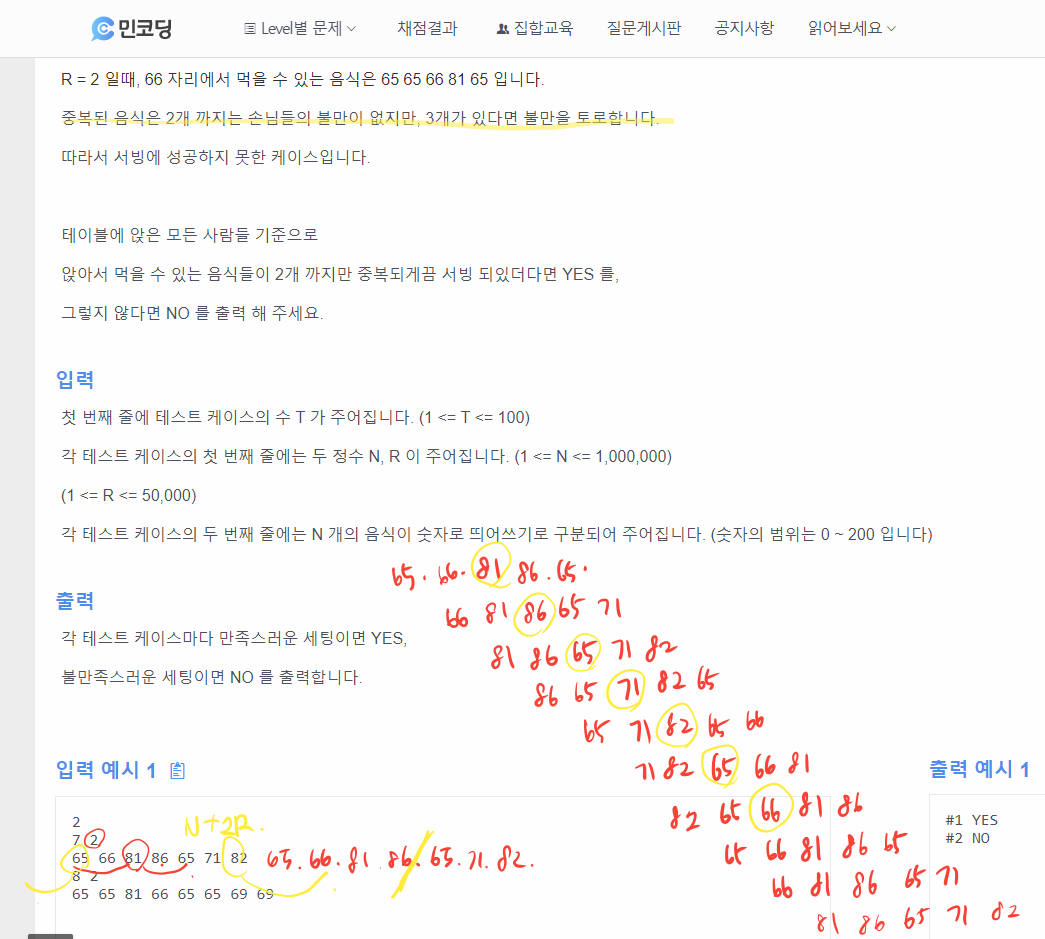 민코딩 Level별 문제 채점결과 집합교육 질문게시판 공지사항 읽어보세요
R = 2 일때, 66 자리에서 먹을 수 있는 음식은 65 65 66 81 65 입니다.
중복된 음식은 2개 까지는 손님들의 불만이 없지만, 3개가 있다면 불만을 토로합니다.
따라서 서빙에 성공하지 못한 케이스입니다.
테이블에 앉은 모든 사람들 기준으로
앉아서 먹을 수 있는 음식들이 2개 까지만 중복되게끔 서빙 되있더다면 YES 를,
그렇지 않다면 NO 를 출력 해 주세요.
입력
첫 번째 줄에 테스트 케이스의 수 T 가 주어집니다. (1 <= T <= 100)
각 테스트 케이스의 첫 번째 줄에는 두 정수 N, R 이 주어집니다. (1 <= N <= 1,000,000)
(1 <= R <= 50,000)
각 테스트 케이스의 두 번째 줄에는 N 개의 음식이 숫자로 띄어쓰기로 구분되어 주어집니다. (숫자의 범위는 0 ~ 200 입니다)
65. 66. 81 86. 65.
출력
66 81 86 65 71
각 테스트 케이스마다 만족스러운 세팅이면 YES,
81 86 65 71 82
불만족스러운 세팅이면 NO 를 출력합니다.
86 65 71 82 65
65 71 82 65 66
입력 예시 1
71 82 65 66 81
출력 예시 1
82 65 66 81 86
2
N+2R.
#1 YES
7 2
#2 NO
65 66 81 86 65 71 82
65. 66. 81. 86. 65. 71. 82.
65 66 81 86 65
8 2
66 81 86 65 71
65 65 81 66 65 65 69 69
81 86 65 71 82